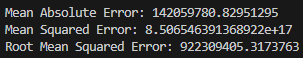 Mean Absolute Error: 142059780.82951295
Mean Squared Error: 8.506546391368922e+17
Root Mean Squared Error: 922309405.3173763